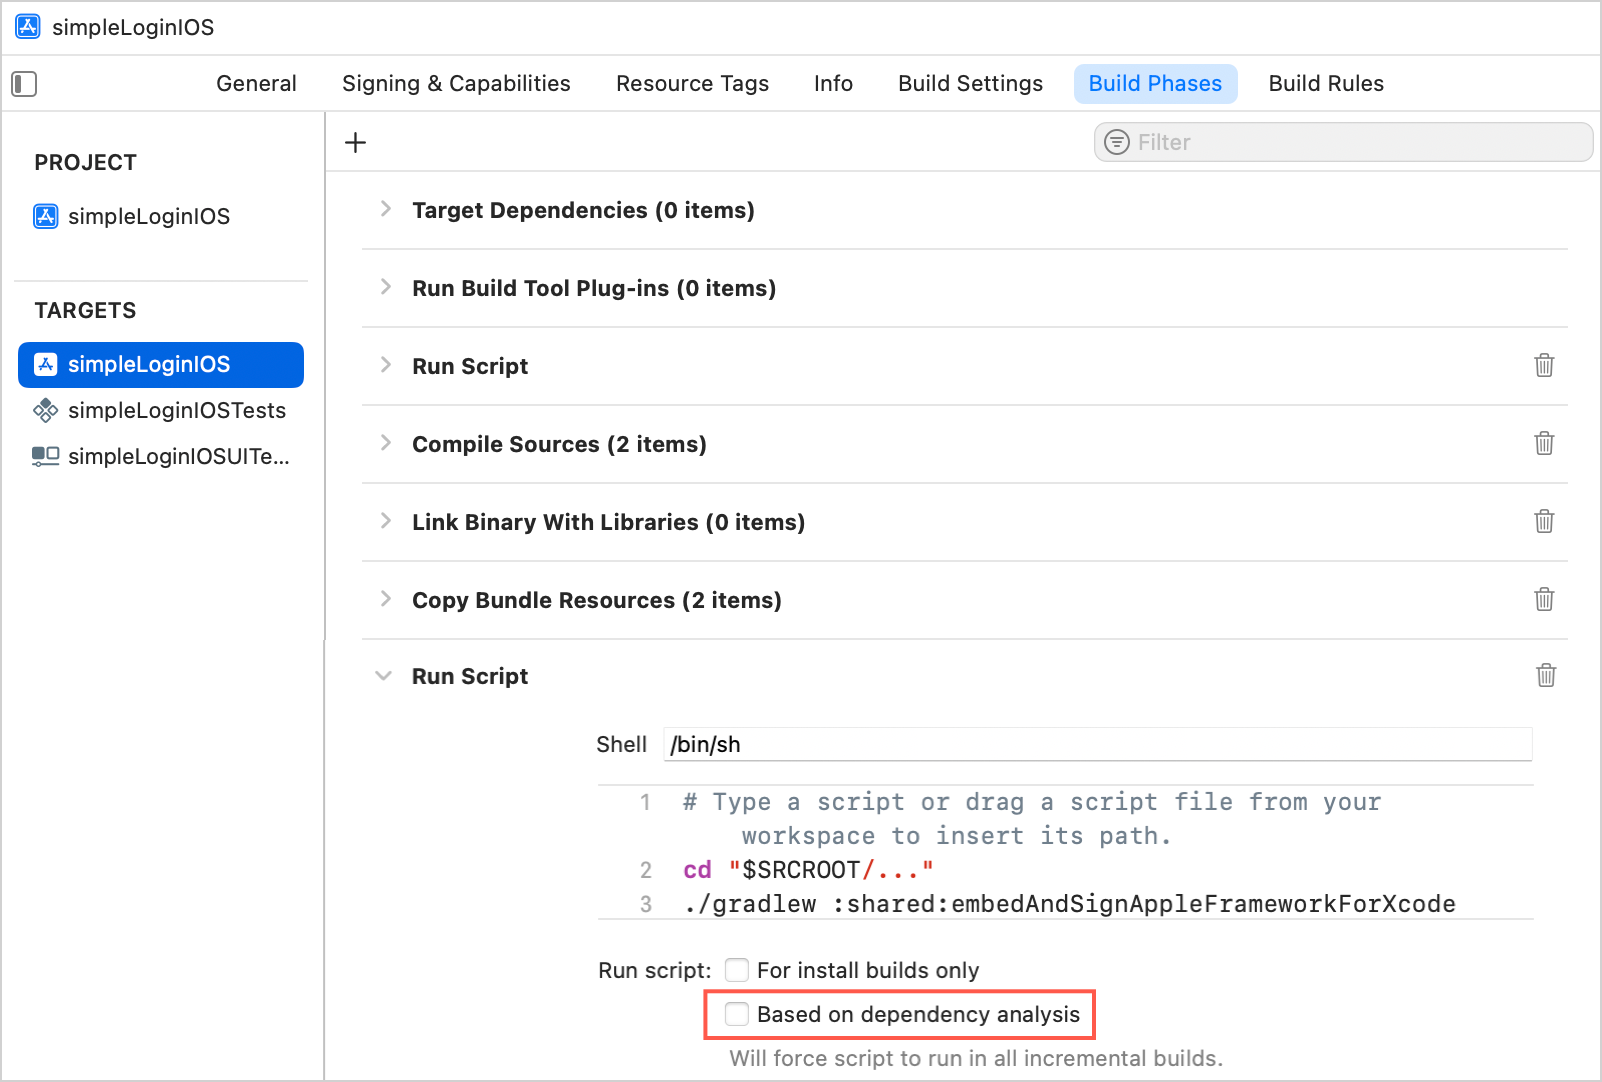 simpleLoginIOS
General Signing & Capabilities Resource Tags Info Build Settings Build Phases Build Rules
Filter
PROJECT
simpleLoginIOS
TARGETS
simpleLoginIOS
simpleLoginIOSTests
simpleLoginIOSUITe...
Target Dependencies (0 items)
Run Build Tool Plug-ins (0 items)
Run Script
Compile Sources (2 items)
Link Binary With Libraries (0 items)
Copy Bundle Resources (2 items)
Run Script
Shell /bin/sh
1 # Type a script or drag a script file from your
workspace to insert its path.
2 cd "$SRCROOT/..."
3 ./gradlew :shared:embedAndSignAppleFrameworkForXcode
Run script: For install builds only
Based on dependency analysis
Will force script to run in all incremental builds.